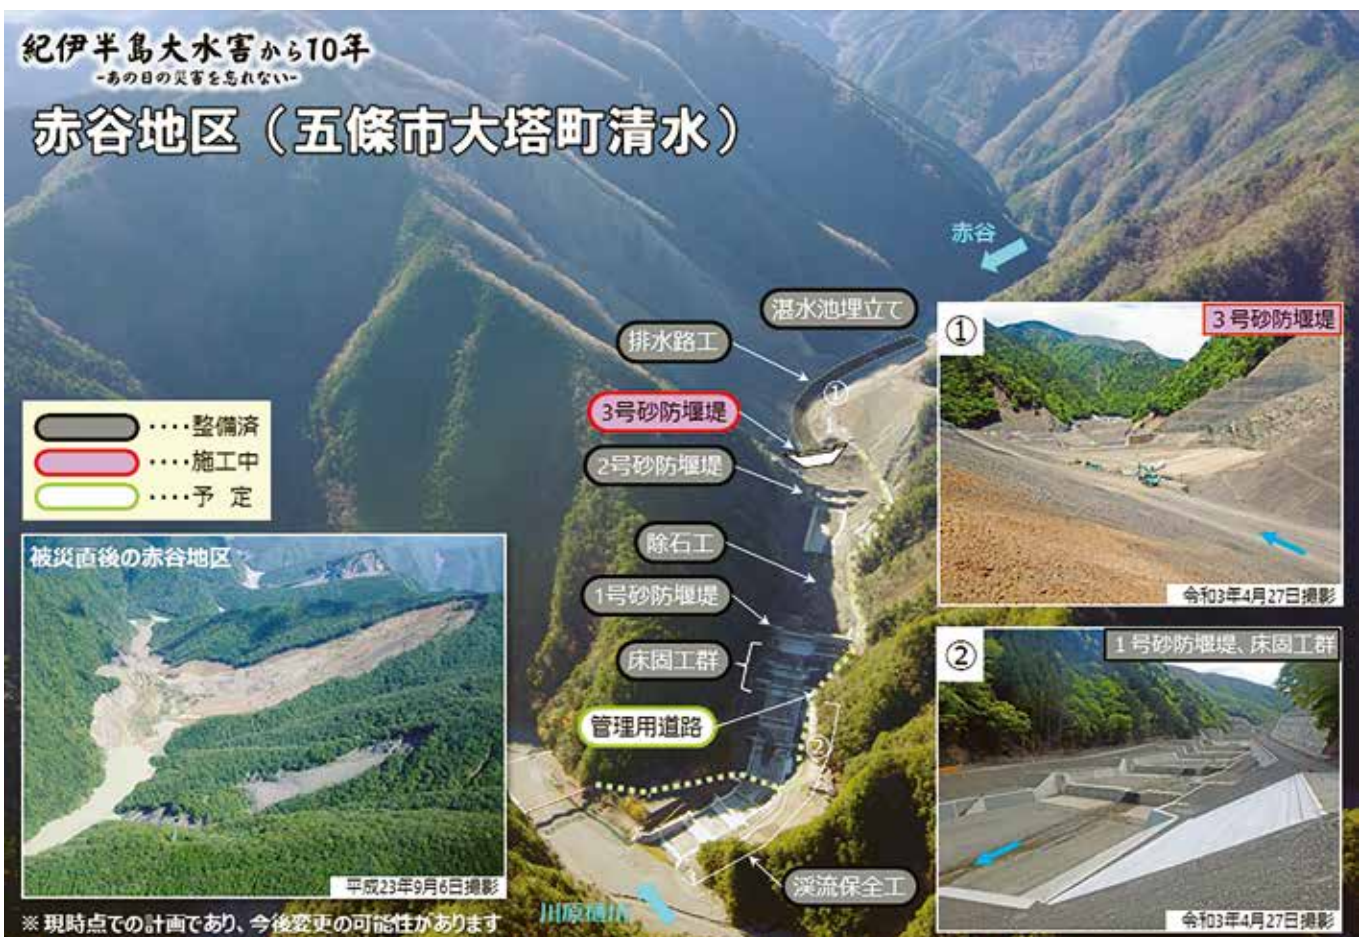 紀伊半島大水害から10年
-あの日の災害を忘れない-
赤谷地区（五條市大塔町清水）
赤谷
湛水池埋立て
排水路工
①
3号砂防堰堤
2号砂防堰堤
除石工
1号砂防堰堤
床固工群
管理用道路
②
渓流保全工
川原樋川
‥‥整備済
‥‥施工中
‥‥予 定
被災直後の赤谷地区
平成23年9月6日撮影
※現時点での計画であり、今後変更の可能性があります
①
3号砂防堰堤
令和3年4月27日撮影
②
1号砂防堰堤、床固工群
令和3年4月27日撮影